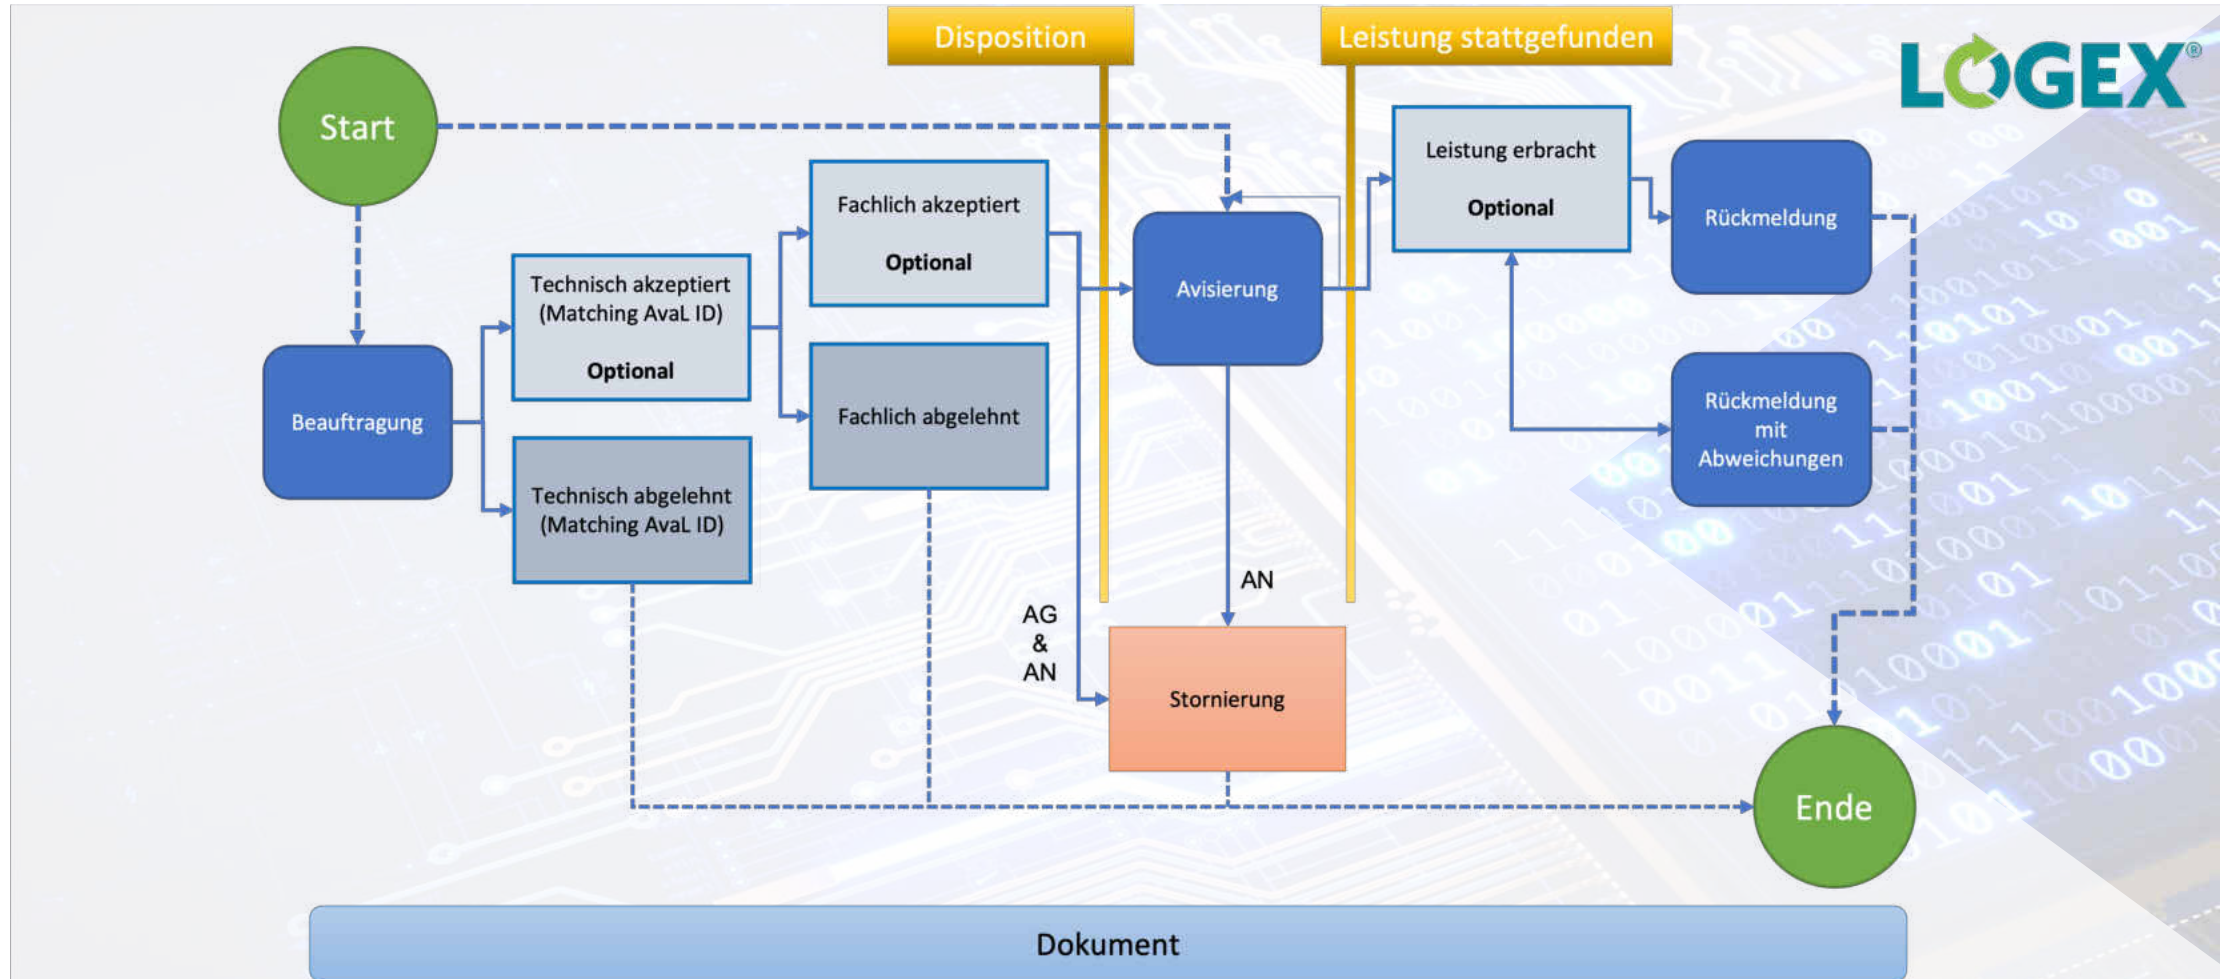 Disposition
Leistung stattgefunden
LOGEX®
Start
Leistung erbracht
Optional
Rückmeldung
Fachlich akzeptiert
Optional
Technisch akzeptiert
(Matching AvaL ID)
Optional
Avisierung
Beauftragung
Fachlich abgelehnt
Rückmeldung
mit
Abweichungen
Technisch abgelehnt
(Matching AvaL ID)
AN
AG
&
AN
Stornierung
Ende
Dokument